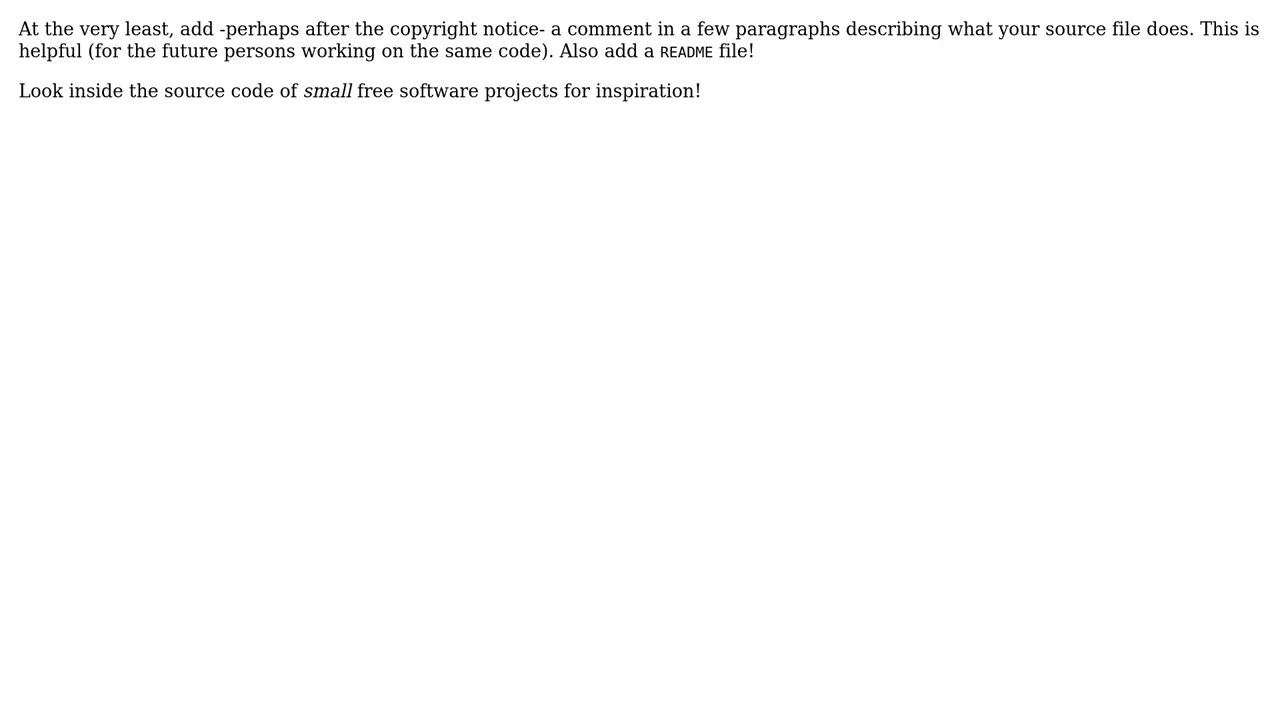 At the very least, add -perhaps after the copyright notice- a comment in a few paragraphs describing what your source file does. This is
helpful (for the future persons working on the same code). Also add a README file!
Look inside the source code of small free software projects for inspiration!